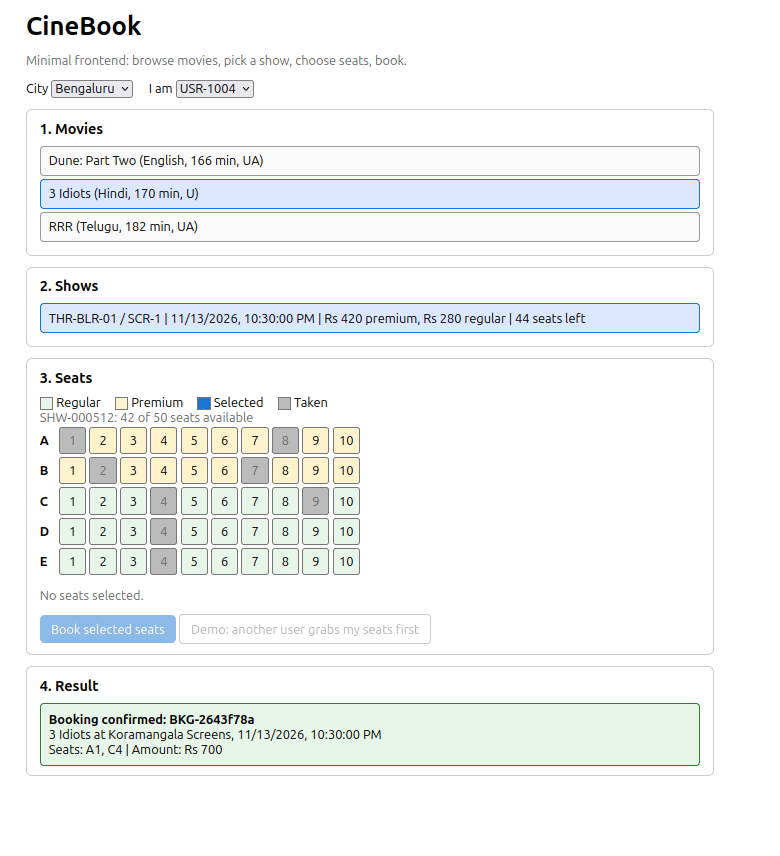 CineBook
Minimal frontend: browse movies, pick a show, choose seats, book.
City Bengaluru I am USR-1004
1. Movies
Dune: Part Two (English, 166 min, UA)
3 Idiots (Hindi, 170 min, U)
RRR (Telugu, 182 min, UA)
2. Shows
THR-BLR-01 / SCR-1 | 11/13/2026, 10:30:00 PM | Rs 420 premium, Rs 280 regular | 44 seats left
3. Seats
Regular Premium Selected Taken
SHW-000512: 42 of 50 seats available
A 1 2 3 4 5 6 7 8 9 10
B 1 2 3 4 5 6 7 8 9 10
C 1 2 3 4 5 6 7 8 9 10
D 1 2 3 4 5 6 7 8 9 10
E 1 2 3 4 5 6 7 8 9 10
No seats selected.
Book selected seats Demo: another user grabs my seats first
4. Result
Booking confirmed: BKG-2643f78a
3 Idiots at Koramangala Screens, 11/13/2026, 10:30:00 PM
Seats: A1, C4 | Amount: Rs 700